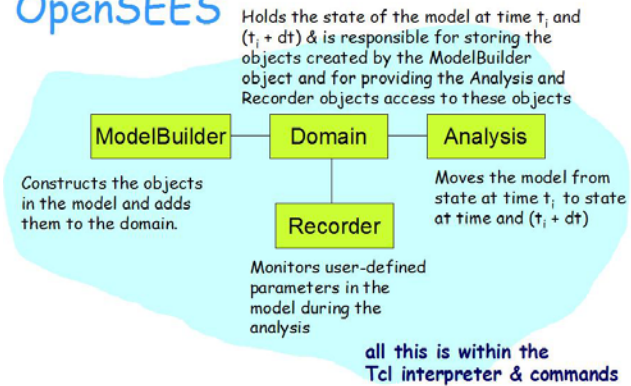 OpenSEES
Holds the state of the model at time tᵢ and
(tᵢ + dt) & is responsible for storing the
objects created by the ModelBuilder
object and for providing the Analysis and
Recorder objects access to these objects
ModelBuilder
Domain
Analysis
Constructs the objects
in the model and adds
them to the domain.
Moves the model from
state at time tᵢ to state
at time and (tᵢ + dt)
Recorder
Monitors user-defined
parameters in the
model during the
analysis
all this is within the
Tcl interpreter & commands